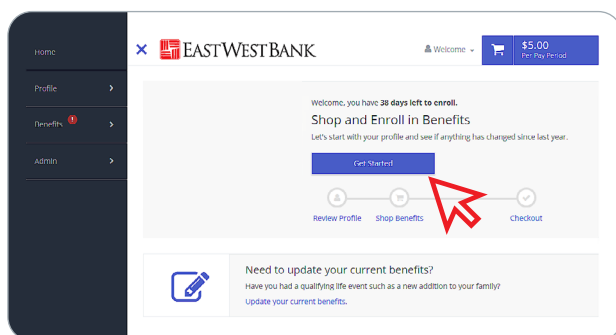 Home
Profile
Benefits 1
Admin
EASTWESTBANK
Welcome
$5.00
Per Pay Period
Welcome, you have 38 days left to enroll.
Shop and Enroll in Benefits
Let's start with your profile and see if anything has changed since last year.
Get Started
Review Profile Shop Benefits Checkout
Need to update your current benefits?
Have you had a qualifying life event such as a new addition to your family?
Update your current benefits.